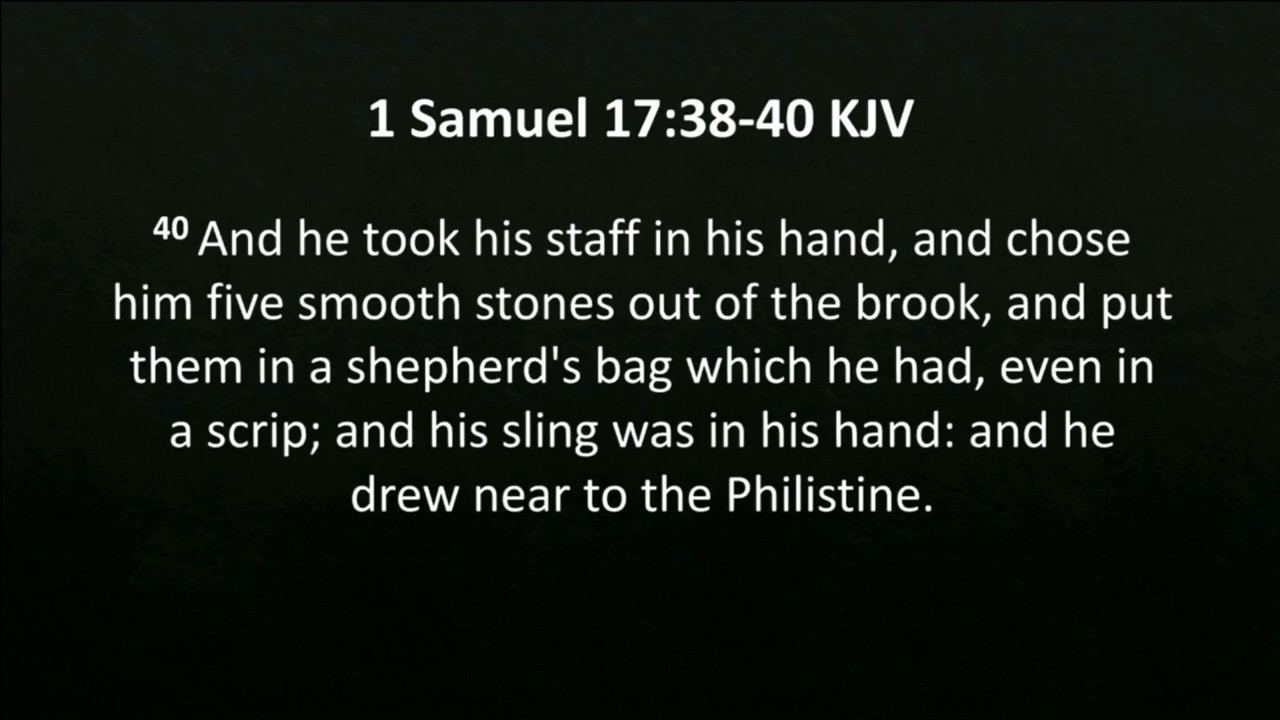 1 Samuel 17:38-40 KJV
40 And he took his staff in his hand, and chose
him five smooth stones out of the brook, and put
them in a shepherd's bag which he had, even in
a scrip; and his sling was in his hand: and he
drew near to the Philistine.